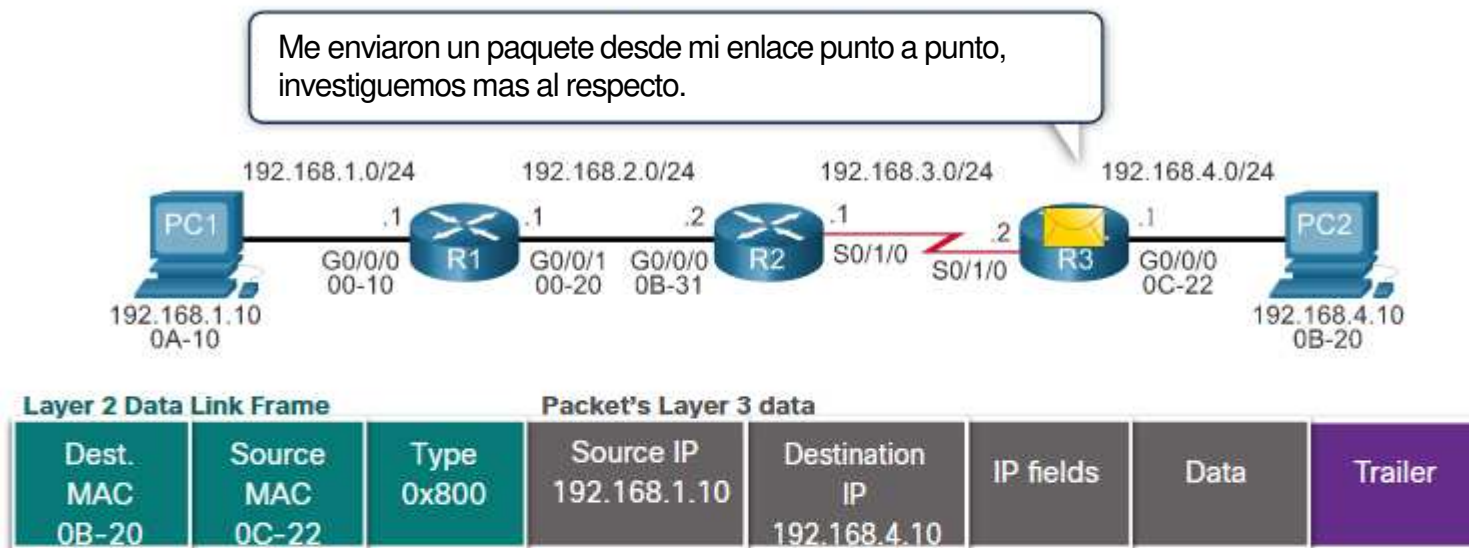 Me enviaron un paquete desde mi enlace punto a punto,
investiguemos mas al respecto.
192.168.1.0/24 192.168.2.0/24 192.168.3.0/24 192.168.4.0/24
PC1 .1 R1 .1 .2 R2 .1 .2 R3 .1 PC2
G0/0/0 G0/0/1 G0/0/0 S0/1/0 S0/1/0 G0/0/0
00-10 00-20 0B-31 0C-22
192.168.1.10 192.168.4.10
0A-10 0B-20
Layer 2 Data Link Frame Packet's Layer 3 data
Dest.
MAC
0B-20
Source
MAC
0C-22
Type
0x800
Source IP
192.168.1.10
Destination
IP
192.168.4.10
IP fields
Data
Trailer